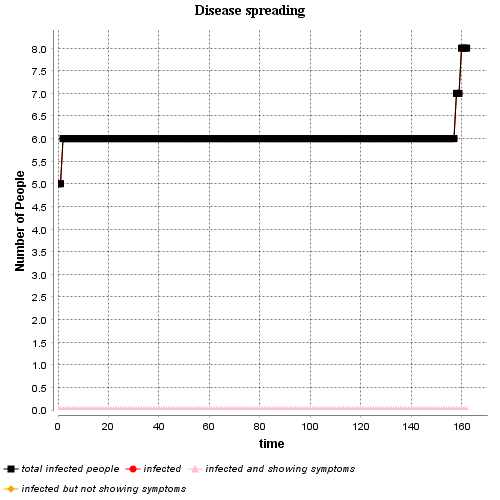 Disease spreading
8.0
7.5
7.0
6.5
6.0
5.5
5.0
4.5
4.0
3.5
3.0
2.5
2.0
1.5
1.0
0.5
0.0
Number of People
0 20 40 60 80 100 120 140 160
time
total infected people infected infected and showing symptoms
infected but not showing symptoms